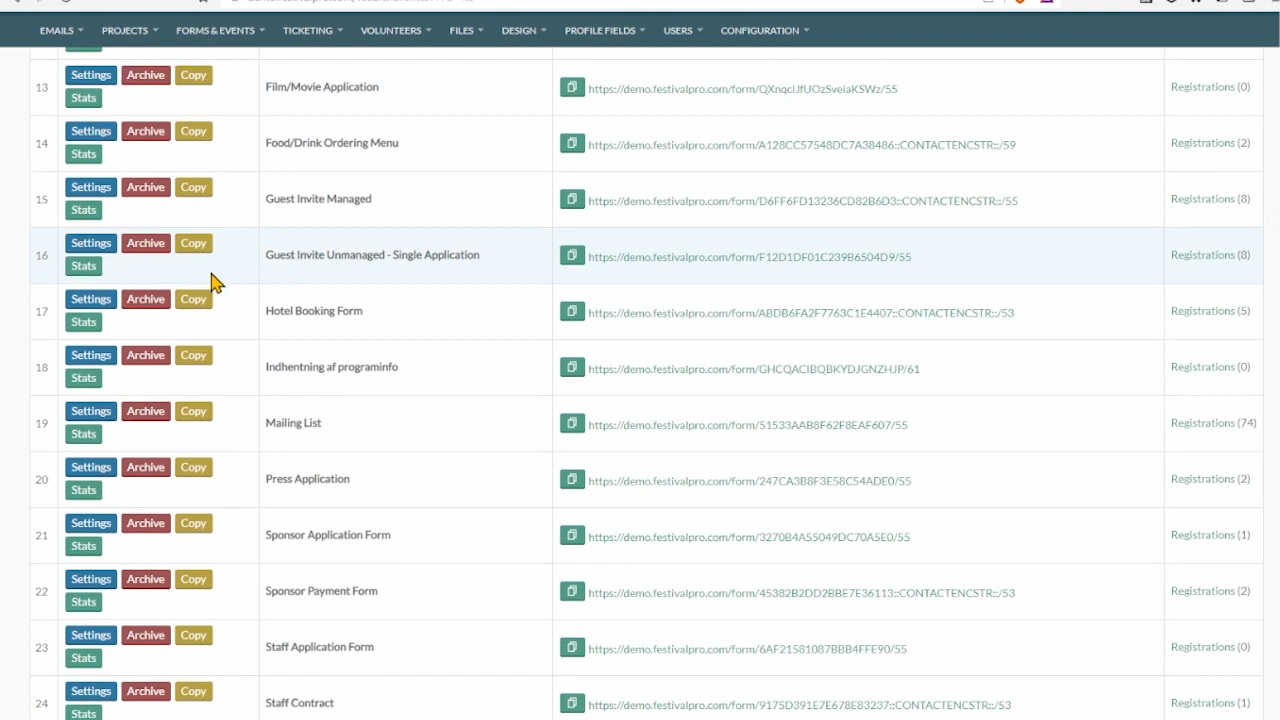 EMAILS PROJECTS FORMS & EVENTS TICKETING VOLUNTEERS FILES DESIGN PROFILE FIELDS USERS CONFIGURATION
Stats
13 Settings Archive Copy Film/Movie Application https://demo.festivalpro.com/form/QXnqclJfUOzSveiaKSWz/55 Registrations (0)
Stats
14 Settings Archive Copy Food/Drink Ordering Menu https://demo.festivalpro.com/form/A128CC57548DC7A38486::CONTACTENCSTR::/59 Registrations (2)
Stats
15 Settings Archive Copy Guest Invite Managed https://demo.festivalpro.com/form/D6FF6FD13236CD82B6D3::CONTACTENCSTR::/55 Registrations (8)
Stats
16 Settings Archive Copy Guest Invite Unmanaged - Single Application https://demo.festivalpro.com/form/F12D1DF01C239B6504D9/55 Registrations (8)
Stats
17 Settings Archive Copy Hotel Booking Form https://demo.festivalpro.com/form/ABDB6FA2F7763C1E4407::CONTACTENCSTR::/53 Registrations (5)
Stats
18 Settings Archive Copy Indhentning af programinfo https://demo.festivalpro.com/form/GHCQACIBQBKYDJGNZHJP/61 Registrations (0)
Stats
19 Settings Archive Copy Mailing List https://demo.festivalpro.com/form/51533AAB8F62F8EAF607/55 Registrations (74)
Stats
20 Settings Archive Copy Press Application https://demo.festivalpro.com/form/247CA3B8F3E58C54ADE0/55 Registrations (2)
Stats
21 Settings Archive Copy Sponsor Application Form https://demo.festivalpro.com/form/3270B4A55049DC70A5E0/55 Registrations (1)
Stats
22 Settings Archive Copy Sponsor Payment Form https://demo.festivalpro.com/form/45382B2DD2BBE7E36113::CONTACTENCSTR::/53 Registrations (2)
Stats
23 Settings Archive Copy Staff Application Form https://demo.festivalpro.com/form/6AF21581087BBB4FFE90/55 Registrations (0)
Stats
24 Settings Archive Copy Staff Contract https://demo.festivalpro.com/form/9175D391E7E678E83237::CONTACTENCSTR::/53 Registrations (1)
Stats